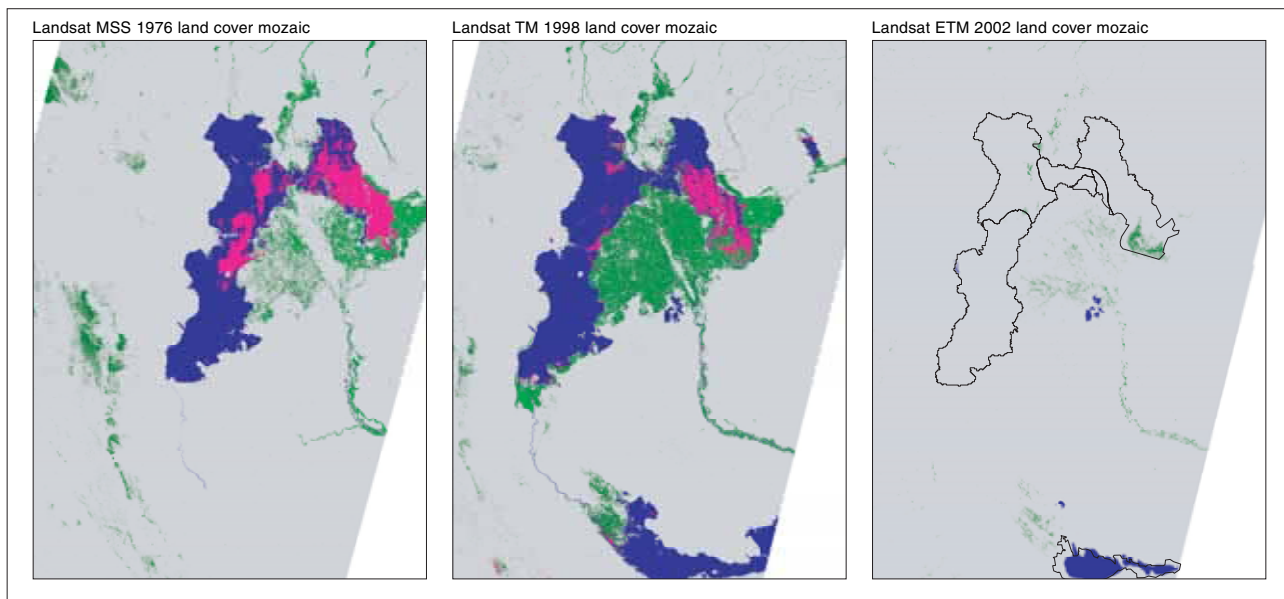 Landsat MSS 1976 land cover mozaic
Landsat TM 1998 land cover mozaic
Landsat ETM 2002 land cover mozaic